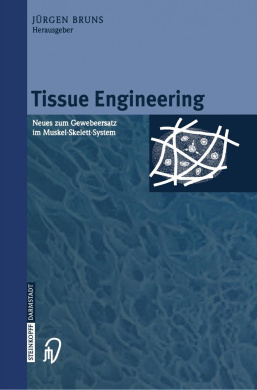 JÜRGEN BRUNS
Herausgeber
Tissue Engineering
Neues zum Gewebeersatz
im Muskel-Skelett-System
STEINKOPFF
DARMSTADT